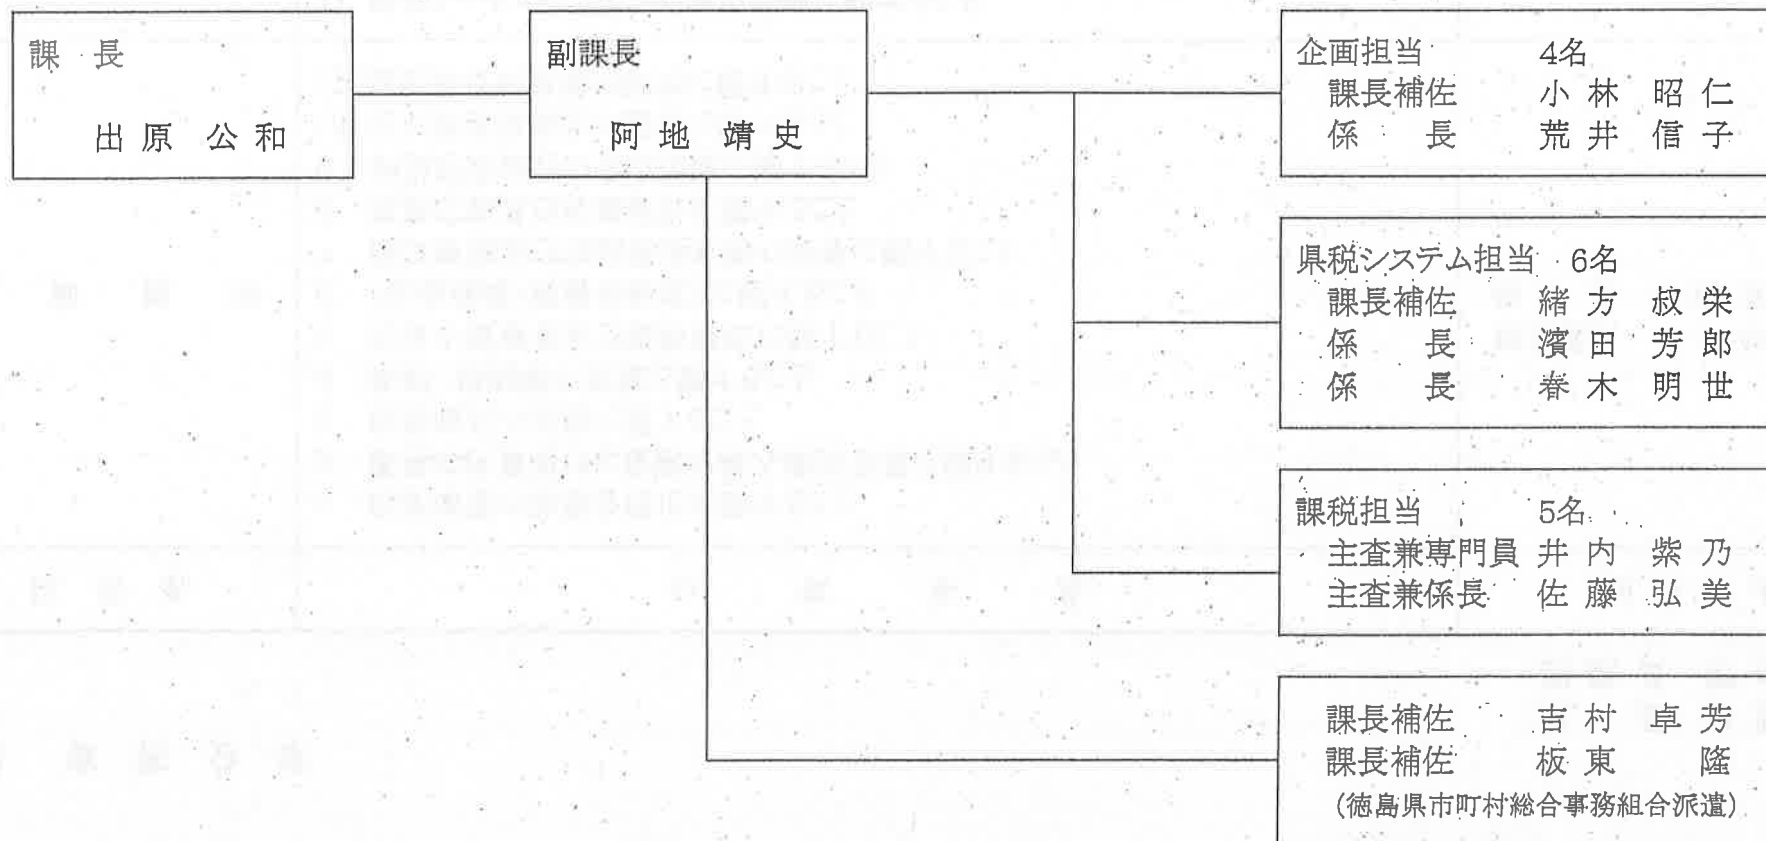 課 長
出 原 公 和
副課長
阿 地 靖 史
企画担当 4名
課長補佐 小 林 昭 仁
係 長 荒 井 信 子
県税システム担当 6名
課長補佐 緒 方 叔 栄
係 長 濱 田 芳 郎
係 長 春 木 明 世
課税担当 5名
主査兼専門員 井 内 紫 乃
主査兼係長 佐 藤 弘 美
課長補佐 吉 村 卓 芳
課長補佐 板 東 隆
(徳島県市町村総合事務組合派遣)